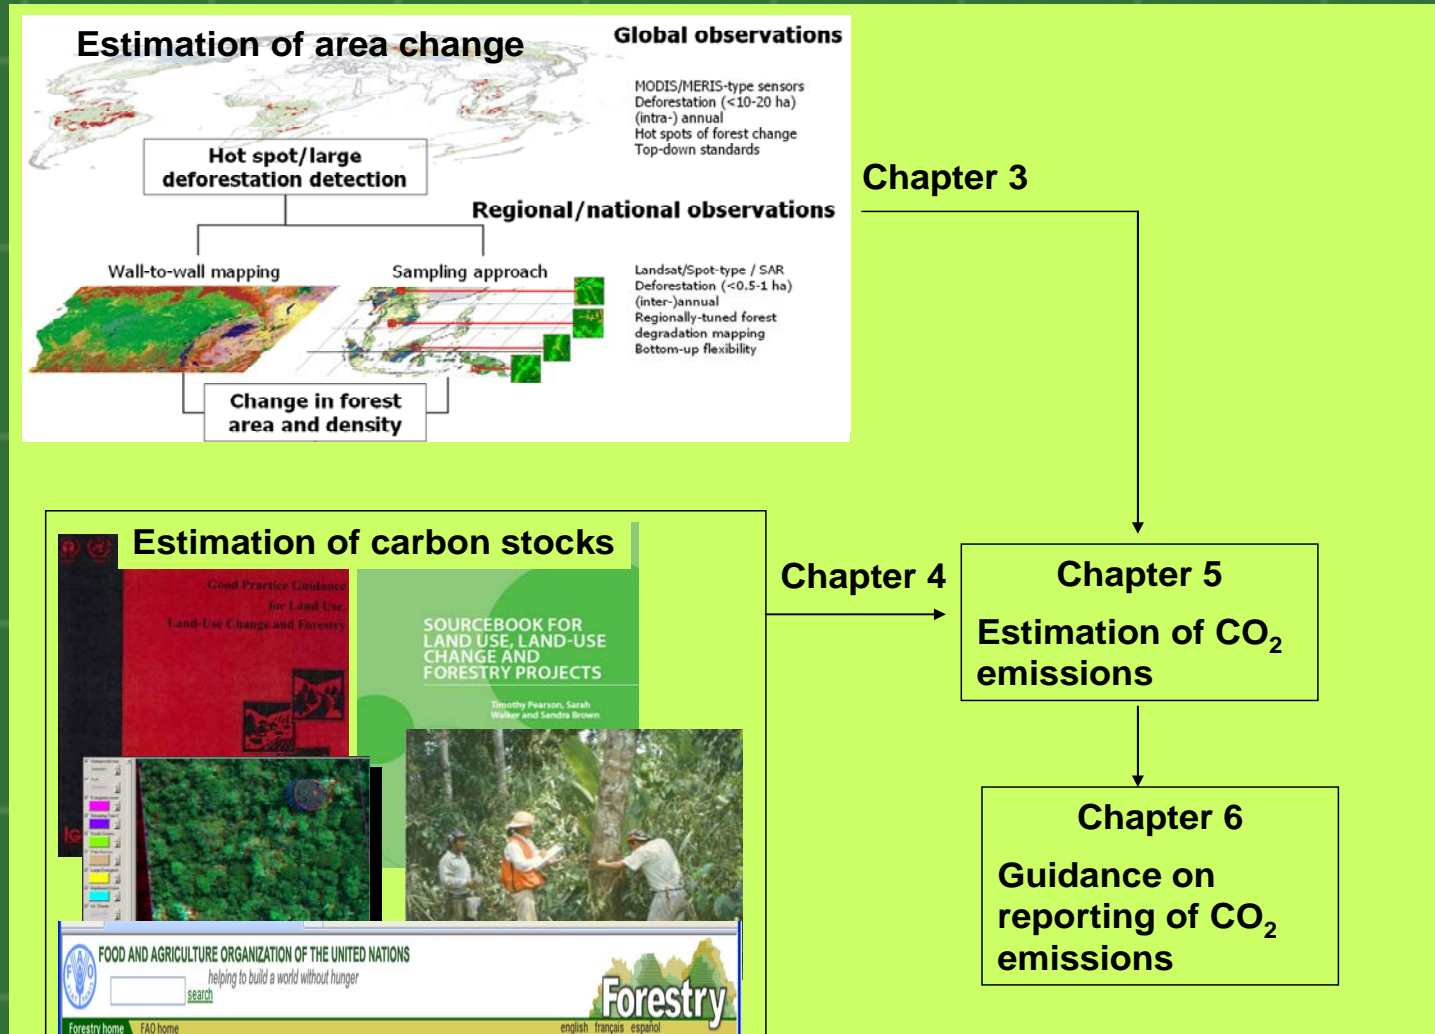 Estimation of area change
Global observations
MODIS/MERIS-type sensors
Deforestation (<10-20 ha)
(intra-) annual
Hot spots of forest change
Top-down standards
Hot spot/large
deforestation detection
Chapter 3
Regional/national observations
Wall-to-wall mapping
Sampling approach
Landsat/Spot-type / SAR
Deforestation (<0.5-1 ha)
(inter-)annual
Regionally-tuned forest
degradation mapping
Bottom-up flexibility
Change in forest
area and density
Estimation of carbon stocks
Good Practice Guidance
for Land Use,
Land-Use Change and Forestry
SOURCEBOOK FOR
LAND USE, LAND-USE
CHANGE AND
FORESTRY PROJECTS
Timothy Pearson, Sarah
Walker and Sandra Brown
Chapter 4
Chapter 5
Estimation of CO₂
emissions
Chapter 6
Guidance on
reporting of CO₂
emissions
FOOD AND AGRICULTURE ORGANIZATION OF THE UNITED NATIONS
helping to build a world without hunger
search
Forestry
Forestry home
FAO home
english français español